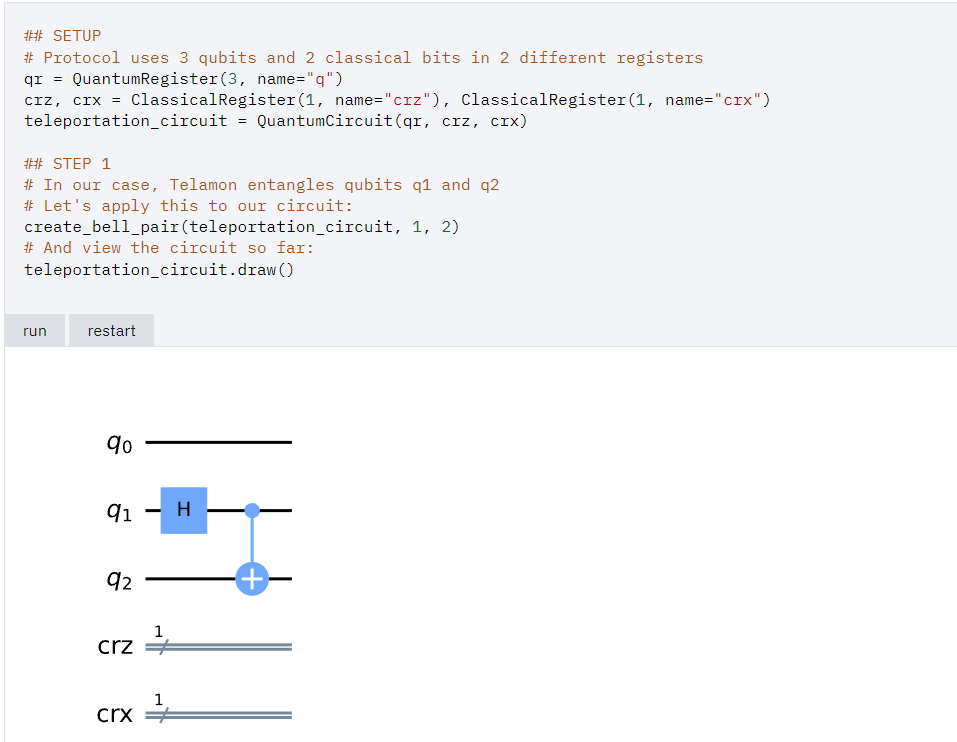 ## SETUP
# Protocol uses 3 qubits and 2 classical bits in 2 different registers
qr = QuantumRegister(3, name="q")
crz, crx = ClassicalRegister(1, name="crz"), ClassicalRegister(1, name="crx")
teleportation_circuit = QuantumCircuit(qr, crz, crx)
## STEP 1
# In our case, Telamon entangles qubits q1 and q2
# Let's apply this to our circuit:
create_bell_pair(teleportation_circuit, 1, 2)
# And view the circuit so far:
teleportation_circuit.draw()
run restart
q0
q1 H
q2 +
crz 1
crx 1